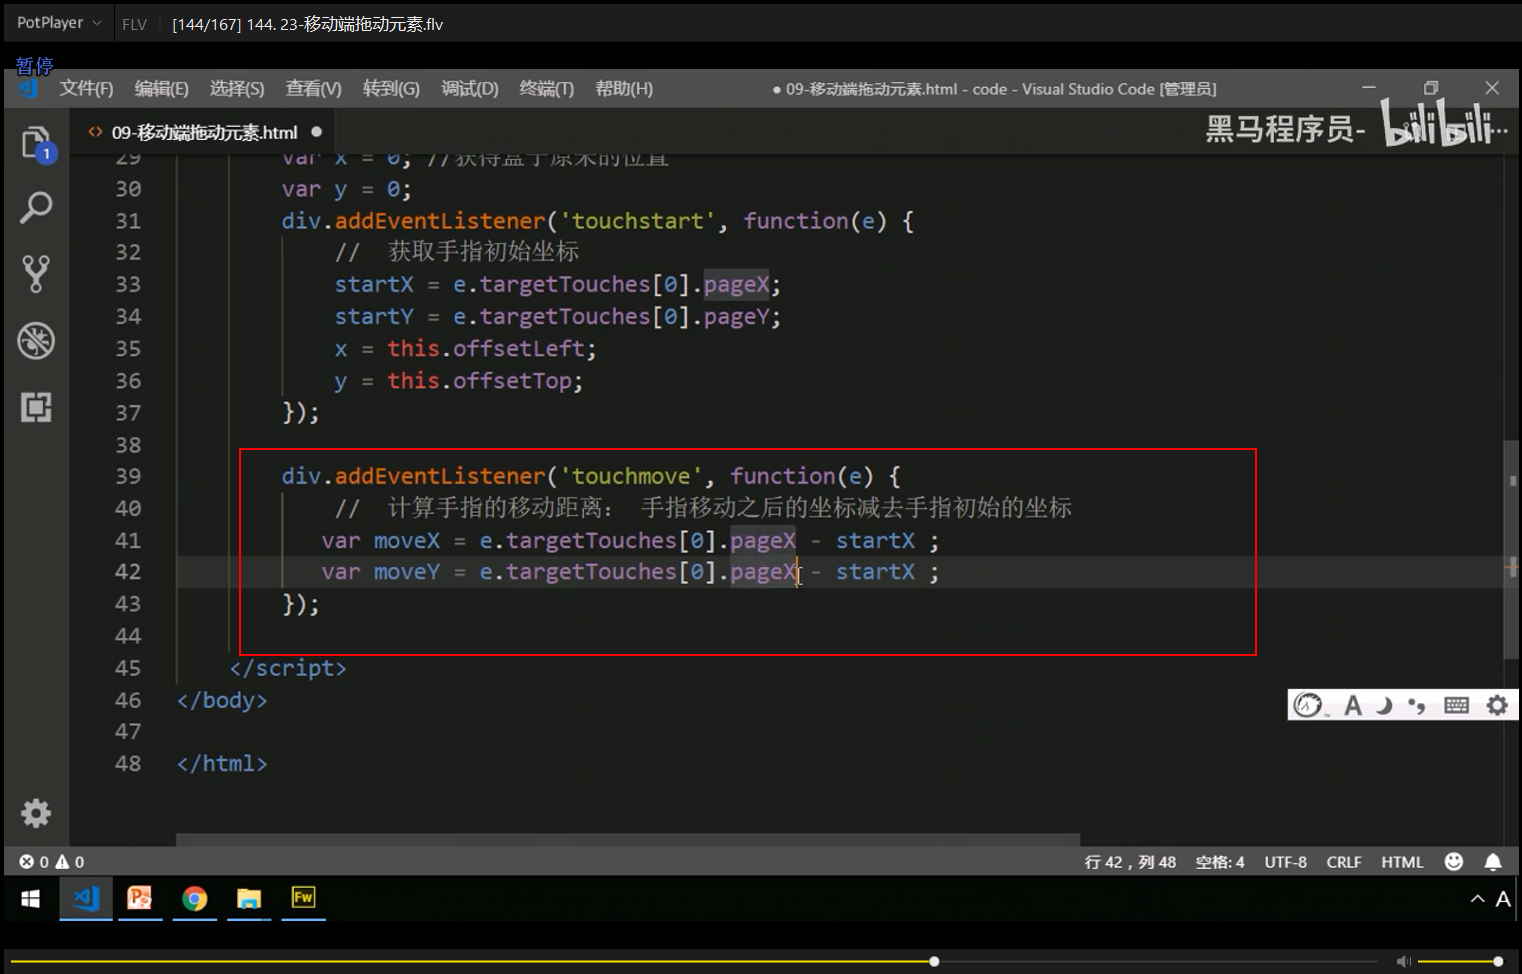 PotPlayer FLV [144/167] 144. 23-移动端拖动元素.flv
暂停
文件(F) 编辑(E) 选择(S) 查看(V) 转到(G) 调试(D) 终端(T) 帮助(H) ● 09-移动端拖动元素.html - code - Visual Studio Code [管理员]
<> 09-移动端拖动元素.html ●
黑马程序员- bilibili
1
29 var x = 0; //获得盒子原来的位置
30 var y = 0;
31 div.addEventListener('touchstart', function(e) {
32 // 获取手指初始坐标
33 startX = e.targetTouches[0].pageX;
34 startY = e.targetTouches[0].pageY;
35 x = this.offsetLeft;
36 y = this.offsetTop;
37 });
38
39 div.addEventListener('touchmove', function(e) {
40 // 计算手指的移动距离: 手指移动之后的坐标减去手指初始的坐标
41 var moveX = e.targetTouches[0].pageX - startX ;
42 var moveY = e.targetTouches[0].pageX - startX ;
43 });
44
45 </script>
46 </body>
47
48 </html>
A
0 0 行 42，列 48 空格: 4 UTF-8 CRLF HTML
Fw
A